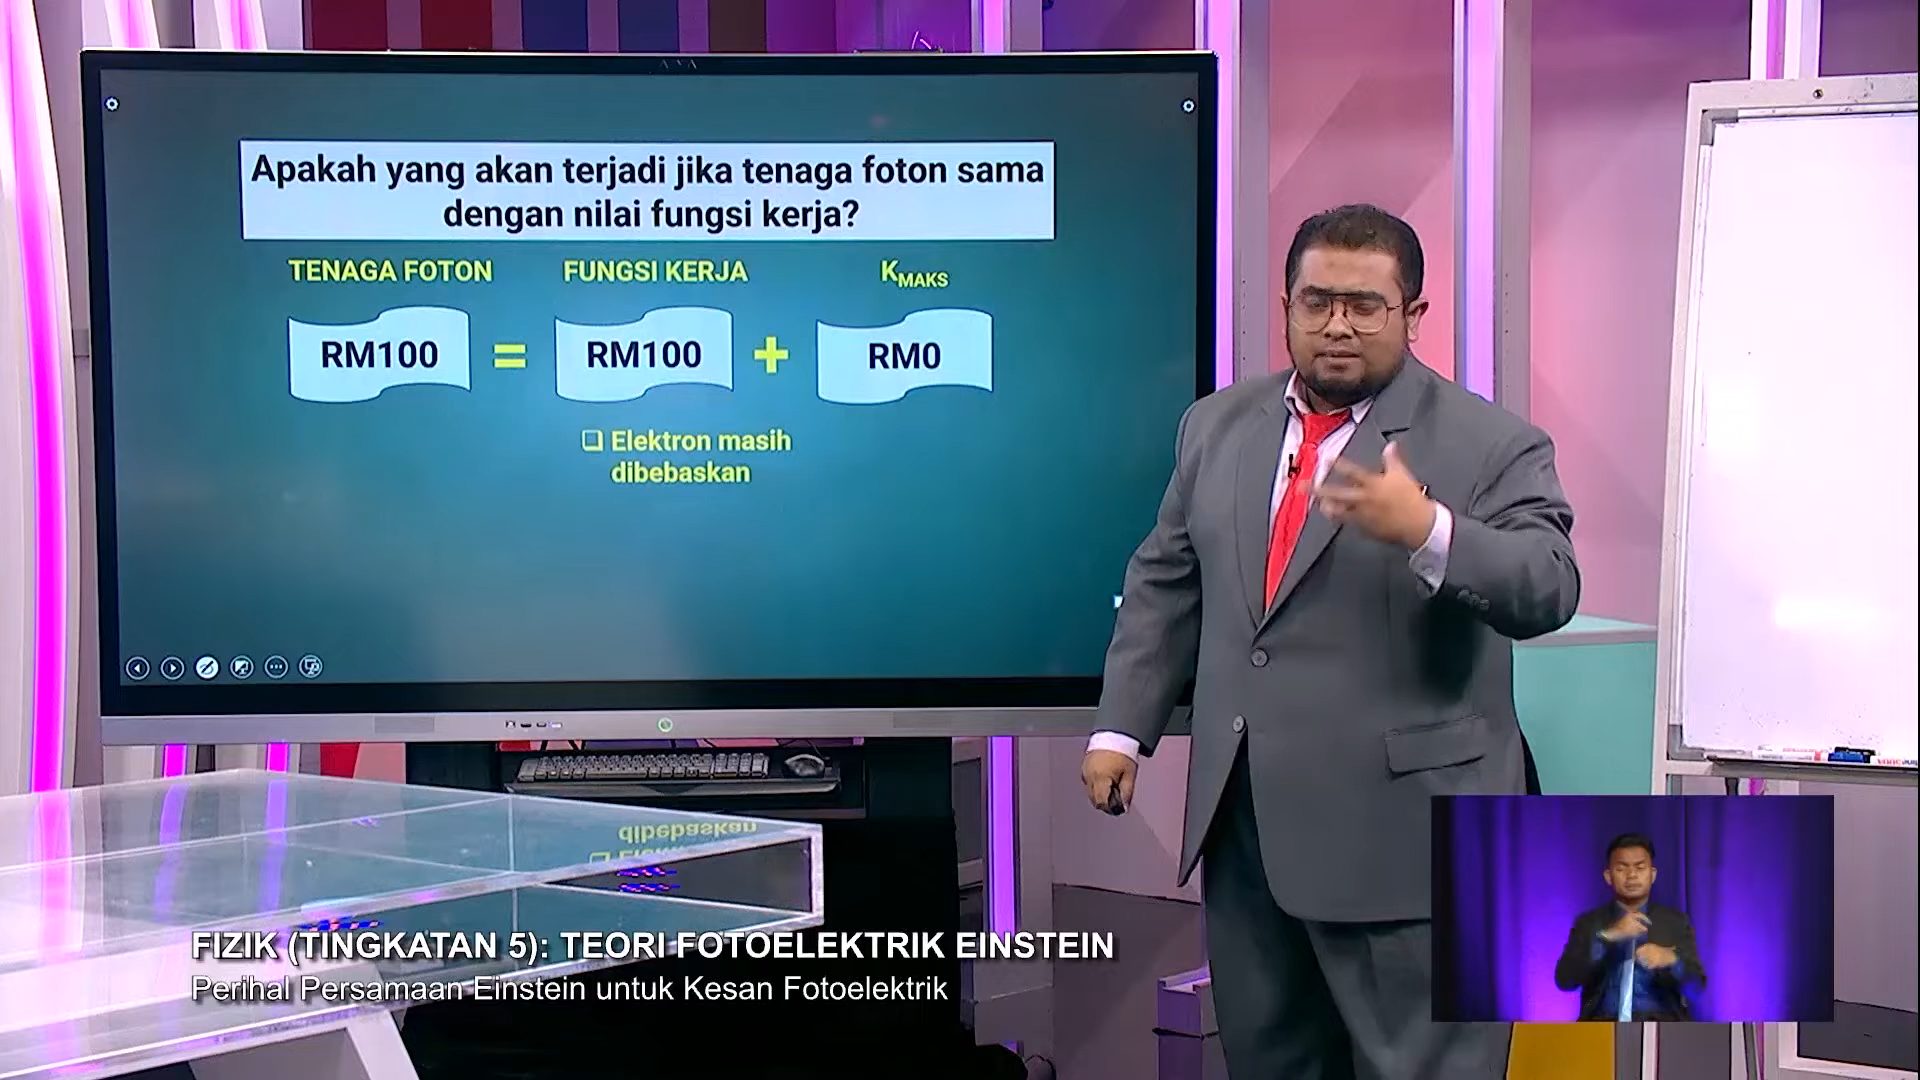 Apakah yang akan terjadi jika tenaga foton sama
dengan nilai fungsi kerja?
TENAGA FOTON
FUNGSI KERJA
KMAKS
RM100
=
RM100
+
RM0
Elektron masih
dibebaskan
FIZIK (TINGKATAN 5): TEORI FOTOELEKTRIK EINSTEIN
Perihal Persamaan Einstein untuk Kesan Fotoelektrik